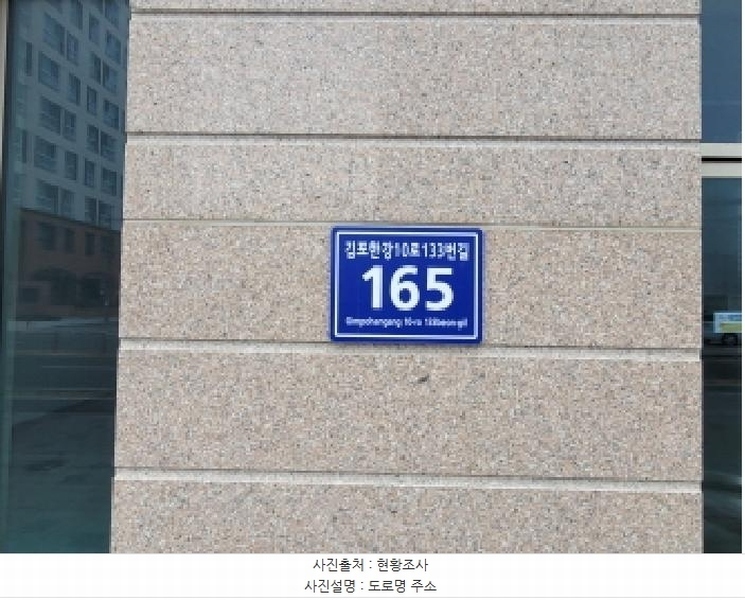 김포한강10로133번길
165
Gimpohangang 10-ro 133beon-gil
사진출처 : 현황조사
사진설명 : 도로명 주소